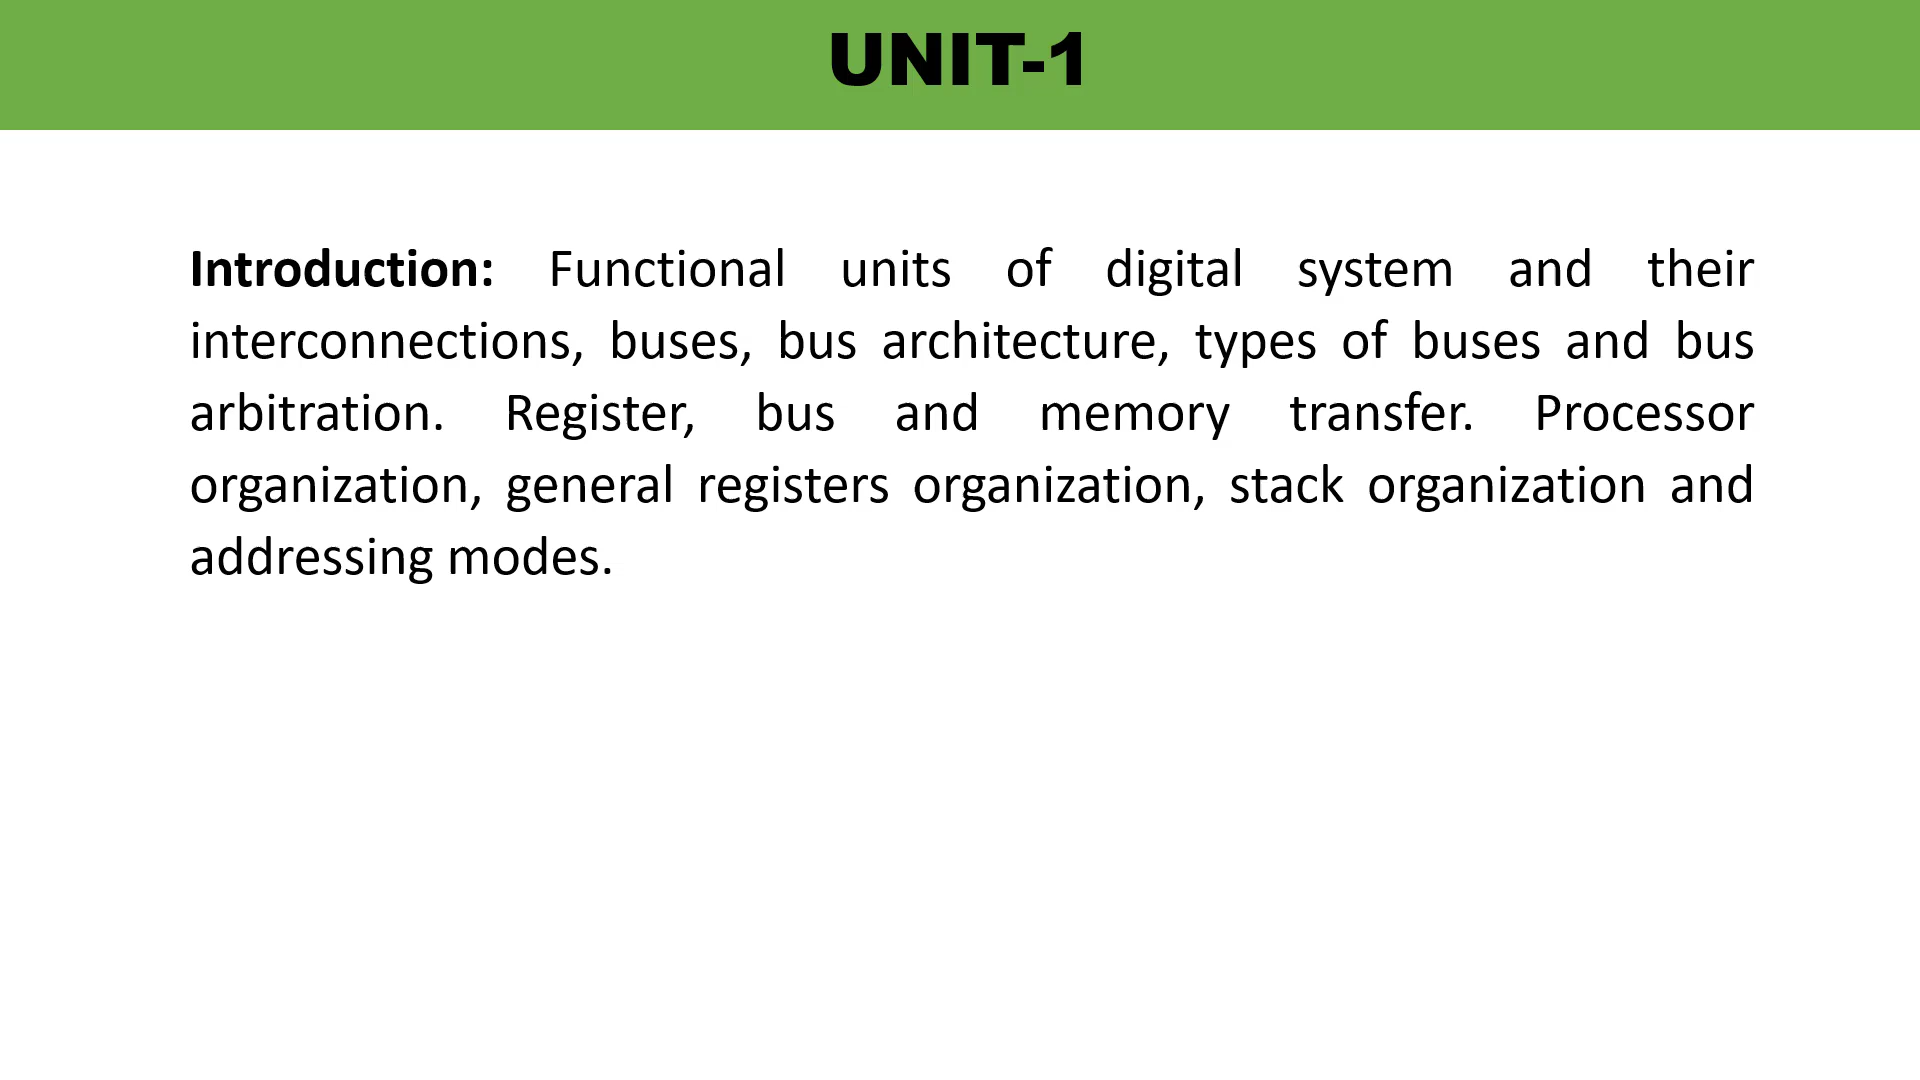 UNIT-1
Introduction: Functional units of digital system and their
interconnections, buses, bus architecture, types of buses and bus
arbitration. Register, bus and memory transfer. Processor
organization, general registers organization, stack organization and
addressing modes.